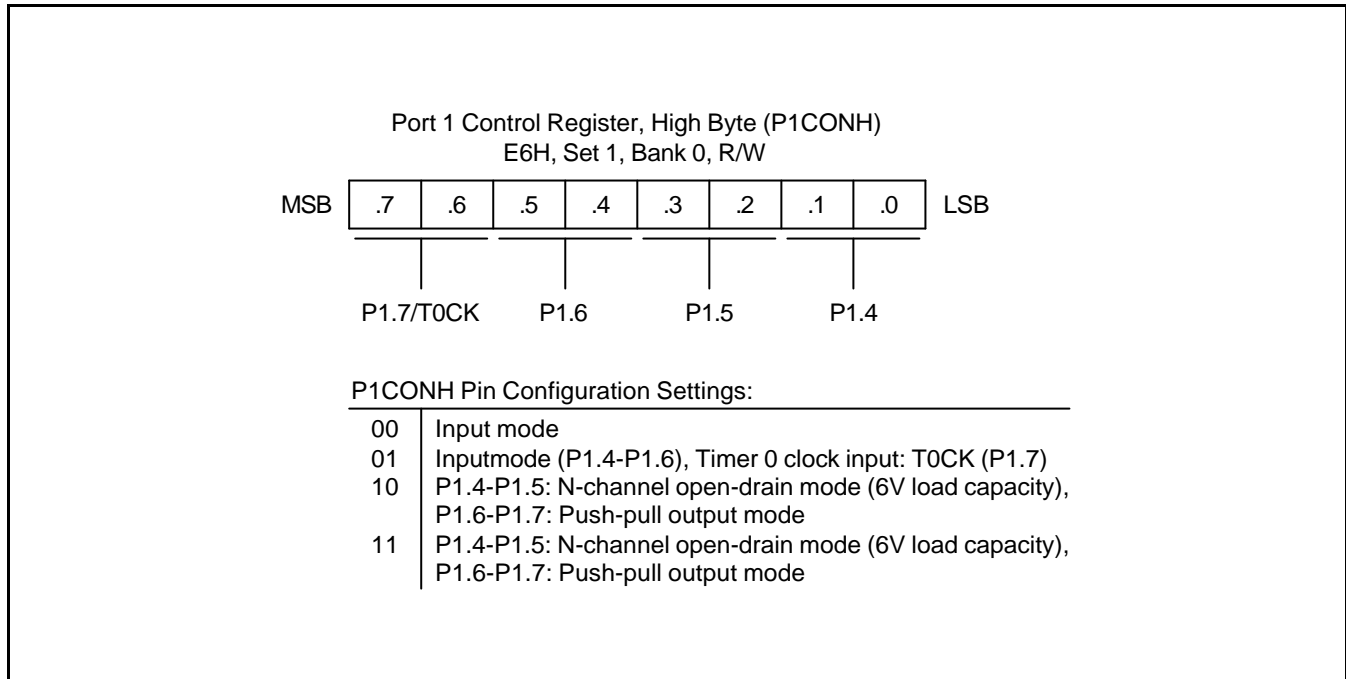 Port 1 Control Register, High Byte (P1CONH)
E6H, Set 1, Bank 0, R/W
MSB .7 .6 .5 .4 .3 .2 .1 .0 LSB
P1.7/T0CK P1.6 P1.5 P1.4
P1CONH Pin Configuration Settings:
00 Input mode
01 Inputmode (P1.4-P1.6), Timer 0 clock input: T0CK (P1.7)
10 P1.4-P1.5: N-channel open-drain mode (6V load capacity),
P1.6-P1.7: Push-pull output mode
11 P1.4-P1.5: N-channel open-drain mode (6V load capacity),
P1.6-P1.7: Push-pull output mode